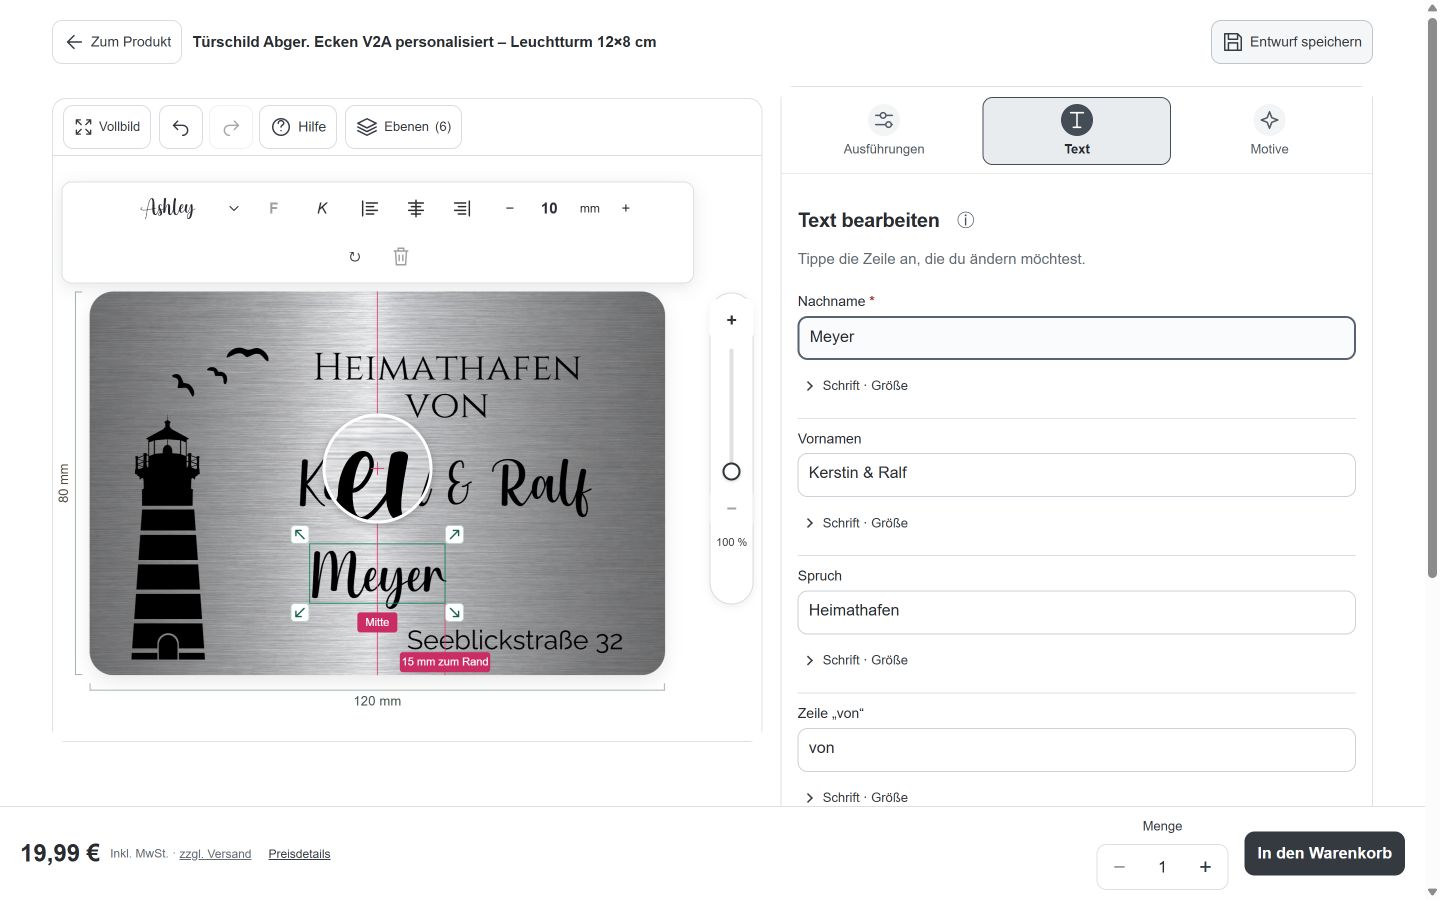 Zum Produkt
Türschild Abger. Ecken V2A personalisiert – Leuchtturm 12×8 cm
Entwurf speichern
Vollbild
Hilfe
Ebenen (6)
Ausführungen
Text
Motive
Ashley
F
K
10 mm
Text bearbeiten
Tippe die Zeile an, die du ändern möchtest.
Nachname *
Meyer
Schrift · Größe
Vornamen
Kerstin & Ralf
Schrift · Größe
Spruch
Heimathafen
Schrift · Größe
Zeile „von“
von
Schrift · Größe
Heimathafen
von
& Ralf
Meyer
Mitte
Seeblickstraße 32
15 mm zum Rand
80 mm
120 mm
100 %
19,99 €
Inkl. MwSt. · zzgl. Versand
Preisdetails
Menge
1
In den Warenkorb